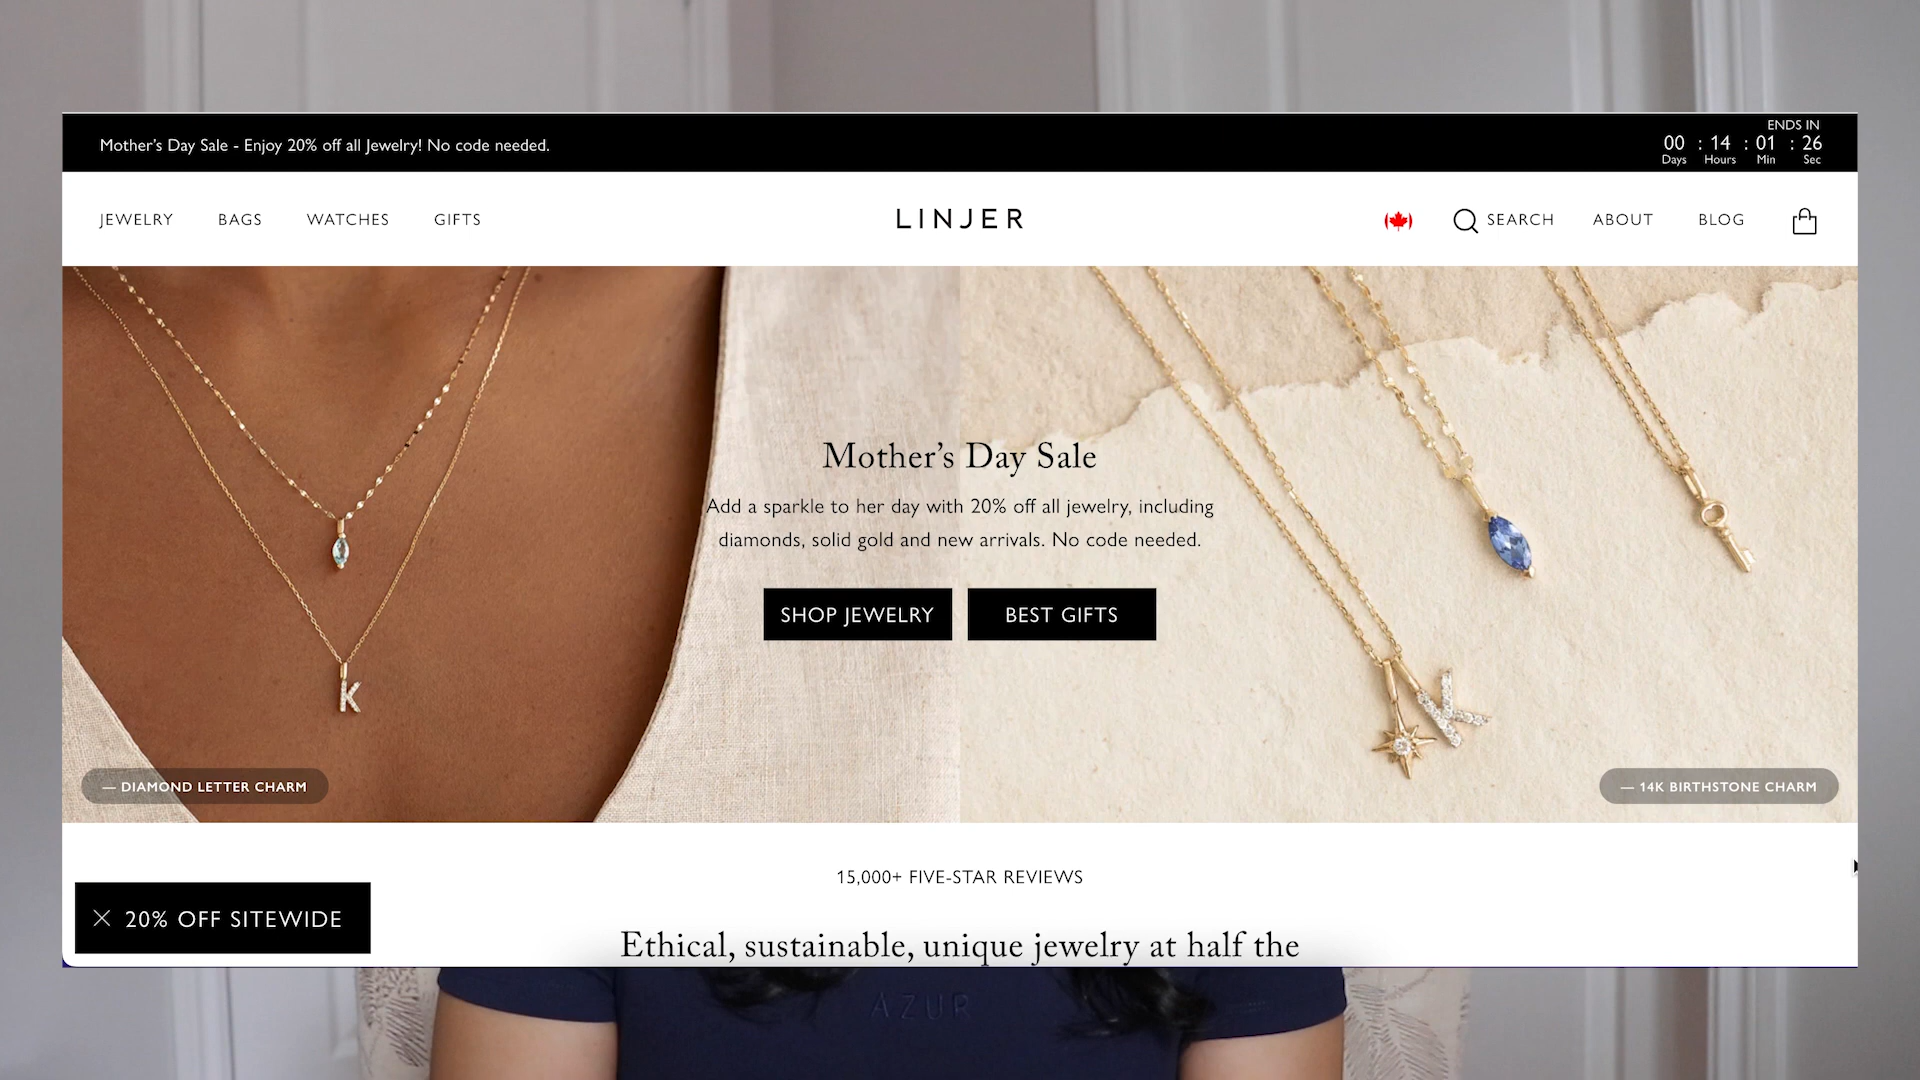 Mother's Day Sale - Enjoy 20% off all Jewelry! No code needed.
ENDS IN
00 : 14 : 01 : 26
Days Hours Min Sec
JEWELRY BAGS WATCHES GIFTS
LINJER
SEARCH ABOUT BLOG
Mother's Day Sale
Add a sparkle to her day with 20% off all jewelry, including
diamonds, solid gold and new arrivals. No code needed.
SHOP JEWELRY BEST GIFTS
K
K
— DIAMOND LETTER CHARM
— 14K BIRTHSTONE CHARM
15,000+ FIVE-STAR REVIEWS
20% OFF SITEWIDE
Ethical, sustainable, unique jewelry at half the
AZUR